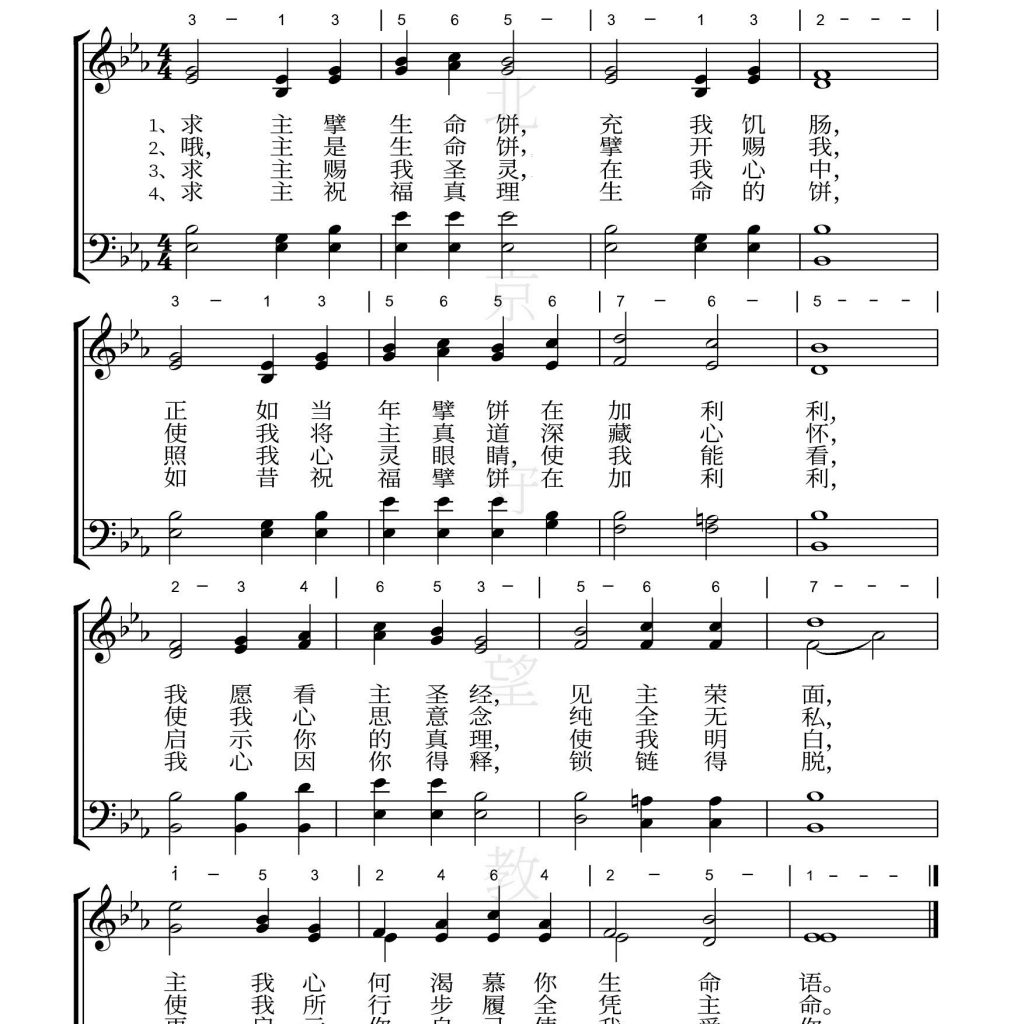 3 – 1 3 | 5 6 5 – | 3 – 1 3 | 2 - - - |
1、求 主 擘 生 命 饼, 充 我 饥 肠,
2、哦, 主 是 生 命 饼, 擘 开 赐 我,
3、求 主 赐 我 圣 灵, 在 我 心 中,
4、求 主 祝 福 真 理 生 命 的 饼,
3 – 1 3 | 5 6 5 6 | 7 – 6 – | 5 - - - |
正 如 当 年 擘 饼 在 加 利 利,
使 我 将 主 真 道 深 藏 心 怀,
照 我 心 灵 眼 睛, 使 我 能 看,
如 昔 祝 福 擘 饼 在 加 利 利,
2 – 3 4 | 6 5 3 – | 5 – 6 6 | 7 - - - |
我 愿 看 主 圣 经, 见 主 荣 面,
使 我 心 思 意 念 纯 全 无 私,
启 示 你 的 真 理, 使 我 明 白,
我 心 因 你 得 释, 锁 链 得 脱,
1̇ – 5 3 | 2 4 6 4 | 2 – 5 – | 1 - - - |
主 我 心 何 渴 慕 你 生 命 语。
使 我 所 行 步 履 全 凭 主 命。
北京守望教